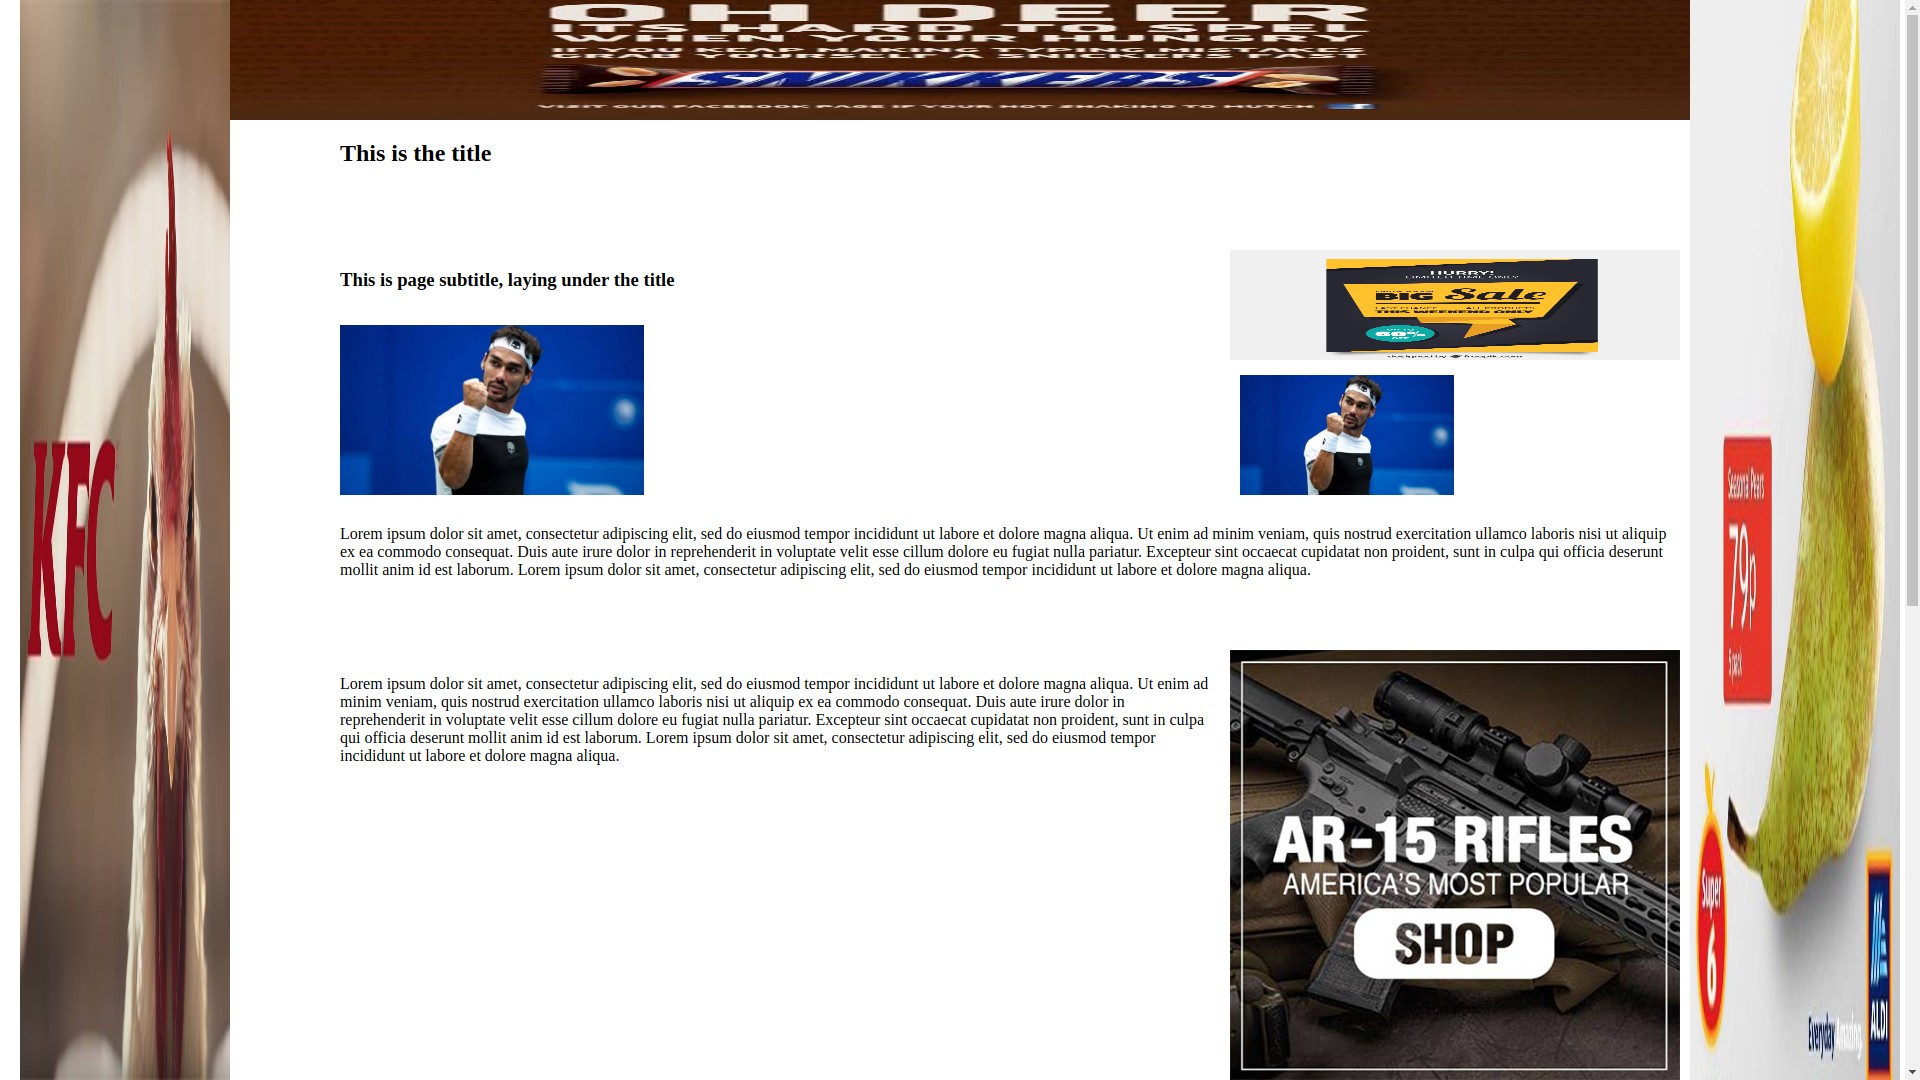 OH DEER
ITS HARD TO SPEL
WHEN YOUR HUNGRY
IF YOU KEAP MAKING TYPING MISTAKES
GRAB YOURSELF A SNICKERS FAST
VIZIT OUR FACEBOOK PAGE IF YOUR NOT ZMAKING TO MUTCH
This is the title
This is page subtitle, laying under the title
HURRY!
LIMITED TIME ONLY
BIG Sale
THIS WEEKEND ONLY
60%
OFF
KFC
Lorem ipsum dolor sit amet, consectetur adipiscing elit, sed do eiusmod tempor incididunt ut labore et dolore magna aliqua. Ut enim ad minim veniam, quis nostrud exercitation ullamco laboris nisi ut aliquip
ex ea commodo consequat. Duis aute irure dolor in reprehenderit in voluptate velit esse cillum dolore eu fugiat nulla pariatur. Excepteur sint occaecat cupidatat non proident, sunt in culpa qui officia deserunt
mollit anim id est laborum. Lorem ipsum dolor sit amet, consectetur adipiscing elit, sed do eiusmod tempor incididunt ut labore et dolore magna aliqua.
Lorem ipsum dolor sit amet, consectetur adipiscing elit, sed do eiusmod tempor incididunt ut labore et dolore magna aliqua. Ut enim ad
minim veniam, quis nostrud exercitation ullamco laboris nisi ut aliquip ex ea commodo consequat. Duis aute irure dolor in
reprehenderit in voluptate velit esse cillum dolore eu fugiat nulla pariatur. Excepteur sint occaecat cupidatat non proident, sunt in culpa
qui officia deserunt mollit anim id est laborum. Lorem ipsum dolor sit amet, consectetur adipiscing elit, sed do eiusmod tempor
incididunt ut labore et dolore magna aliqua.
AR-15 RIFLES
AMERICA'S MOST POPULAR
SHOP
Seasonal Pears
79p
Super
6
Everyday Amazing
ALDI